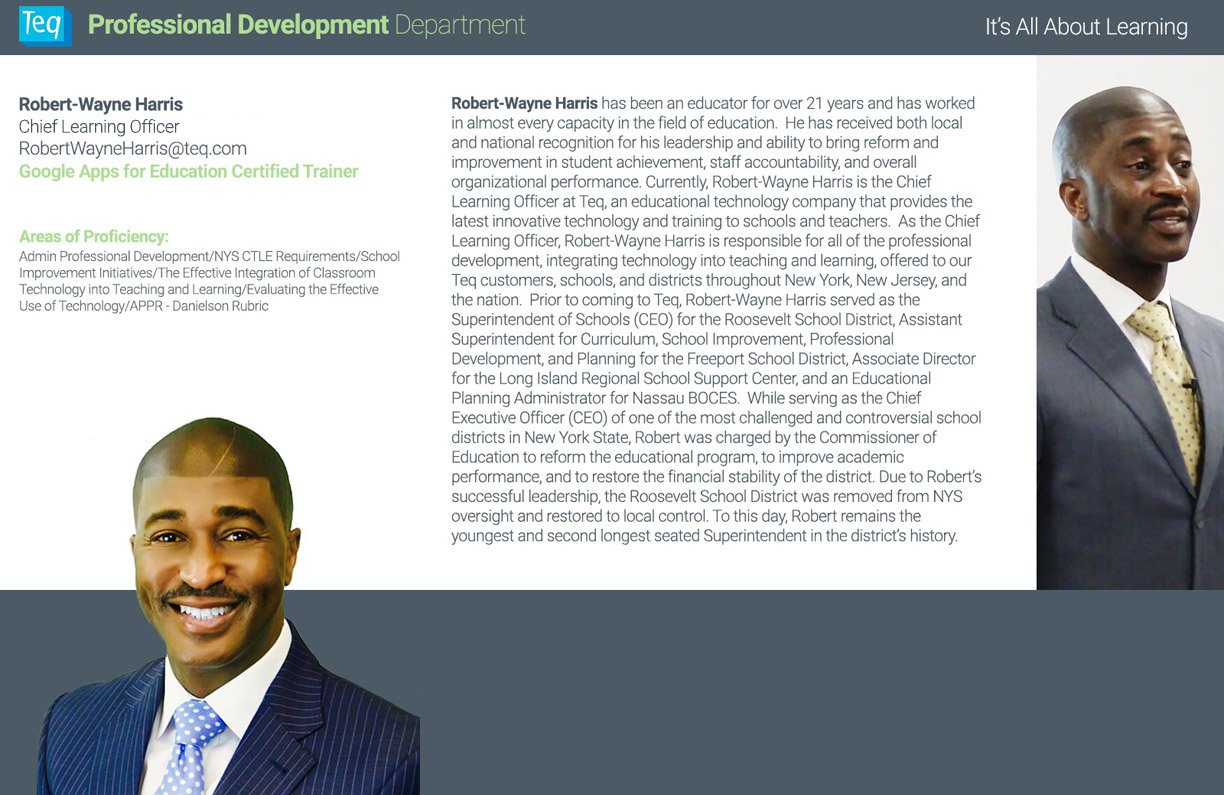 Teq
Professional Development Department
It's All About Learning
Robert-Wayne Harris
Chief Learning Officer
RobertWayneHarris@teq.com
Google Apps for Education Certified Trainer
Areas of Proficiency:
Admin Professional Development/NYS CTLE Requirements/School
Improvement Initiatives/The Effective Integration of Classroom
Technology into Teaching and Learning/Evaluating the Effective
Use of Technology/APPR - Danielson Rubric
Robert-Wayne Harris has been an educator for over 21 years and has worked
in almost every capacity in the field of education.  He has received both local
and national recognition for his leadership and ability to bring reform and
improvement in student achievement, staff accountability, and overall
organizational performance. Currently, Robert-Wayne Harris is the Chief
Learning Officer at Teq, an educational technology company that provides the
latest innovative technology and training to schools and teachers.  As the Chief
Learning Officer, Robert-Wayne Harris is responsible for all of the professional
development, integrating technology into teaching and learning, offered to our
Teq customers, schools, and districts throughout New York, New Jersey, and
the nation.  Prior to coming to Teq, Robert-Wayne Harris served as the
Superintendent of Schools (CEO) for the Roosevelt School District, Assistant
Superintendent for Curriculum, School Improvement, Professional
Development, and Planning for the Freeport School District, Associate Director
for the Long Island Regional School Support Center, and an Educational
Planning Administrator for Nassau BOCES.  While serving as the Chief
Executive Officer (CEO) of one of the most challenged and controversial school
districts in New York State, Robert was charged by the Commissioner of
Education to reform the educational program, to improve academic
performance, and to restore the financial stability of the district. Due to Robert's
successful leadership, the Roosevelt School District was removed from NYS
oversight and restored to local control. To this day, Robert remains the
youngest and second longest seated Superintendent in the district's history.